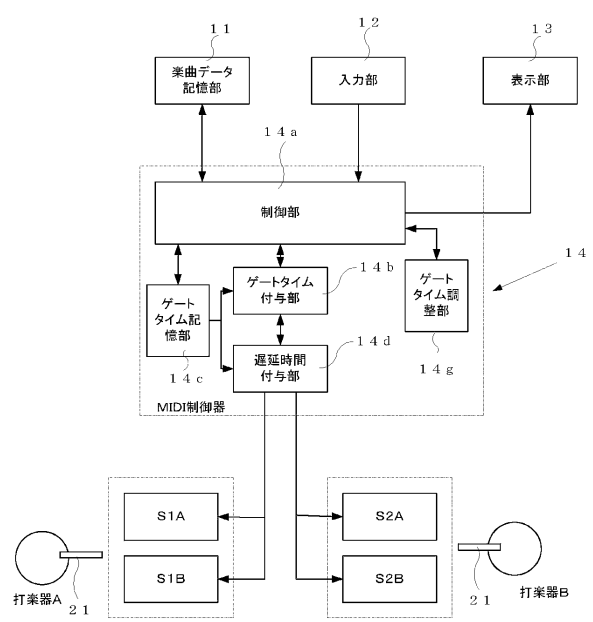 １１
１２
１３
楽曲データ
記憶部
入力部
表示部
１４a
制御部
１４
ゲートタイム
付与部
１４b
ゲート
タイム調
整部
ゲート
タイム記
憶部
遅延時間
付与部
１４d
１４c
１４g
MIDI制御器
S1A
S2A
S1B
S2B
打楽器A
２１
２１
打楽器B